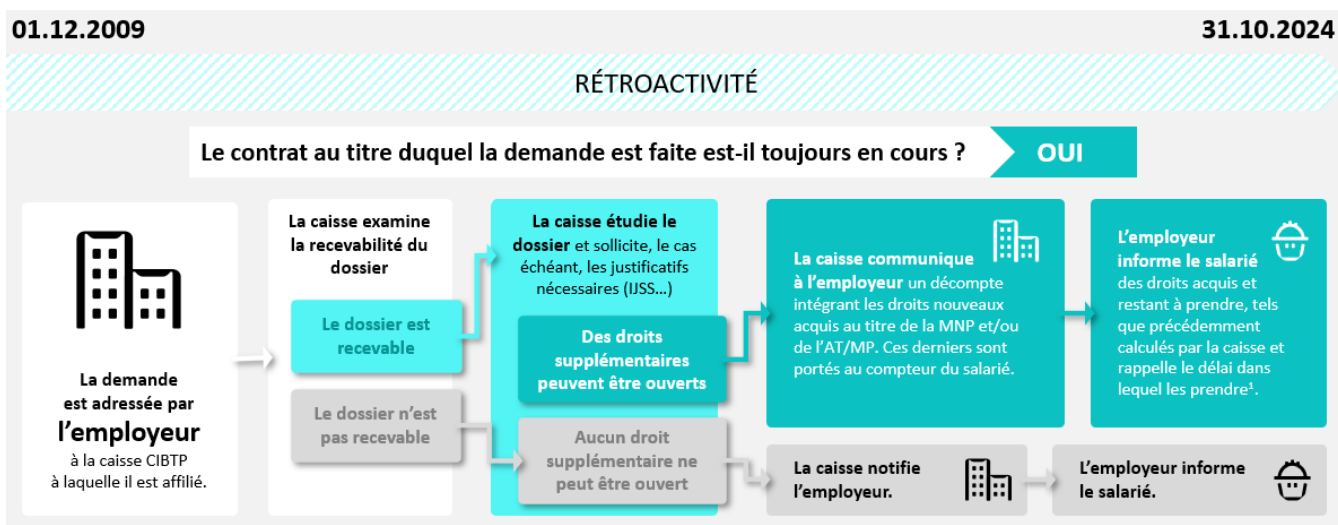 01.12.2009
31.10.2024
RÉTROACTIVITÉ
Le contrat au titre duquel la demande est faite est-il toujours en cours ?
OUI
La demande
est adressée par
l'employeur
à la caisse CIBTP
à laquelle il est affilié.
La caisse examine
la recevabilité du
dossier
Le dossier est
recevable
Le dossier n'est
pas recevable
La caisse étudie le
dossier et sollicite, le cas
échéant, les justificatifs
nécessaires (IJSS...)
Des droits
supplémentaires
peuvent être ouverts
Aucun droit
supplémentaire ne
peut être ouvert
La caisse communique
à l'employeur un décompte
intégrant les droits nouveaux
acquis au titre de la MNP et/ou
de l'AT/MP. Ces derniers sont
portés au compteur du salarié.
L'employeur
informe le salarié
des droits acquis et
restant à prendre, tels
que précédemment
calculés par la caisse et
rappelle le délai dans
lequel les prendre¹.
La caisse notifie
l'employeur.
L'employeur informe
le salarié.